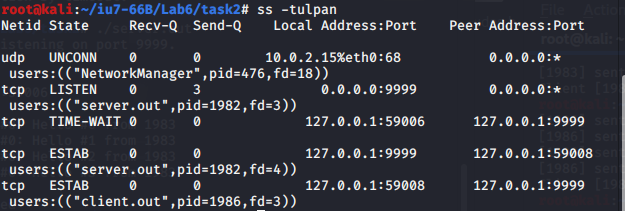 root@kali:~/iu7-66B/Lab6/task2# ss -tulpan
Netid State Recv-Q Send-Q Local Address:Port Peer Address:Port
udp UNCONN 0 0 10.0.2.15%eth0:68 0.0.0.0:*
users:(("NetworkManager",pid=476,fd=18))
tcp LISTEN 0 3 0.0.0.0:9999 0.0.0.0:*
users:(("server.out",pid=1982,fd=3))
tcp TIME-WAIT 0 0 127.0.0.1:59006 127.0.0.1:9999
tcp ESTAB 0 0 127.0.0.1:9999 127.0.0.1:59008
users:(("server.out",pid=1982,fd=4))
tcp ESTAB 0 0 127.0.0.1:59008 127.0.0.1:9999
users:(("client.out",pid=1986,fd=3))